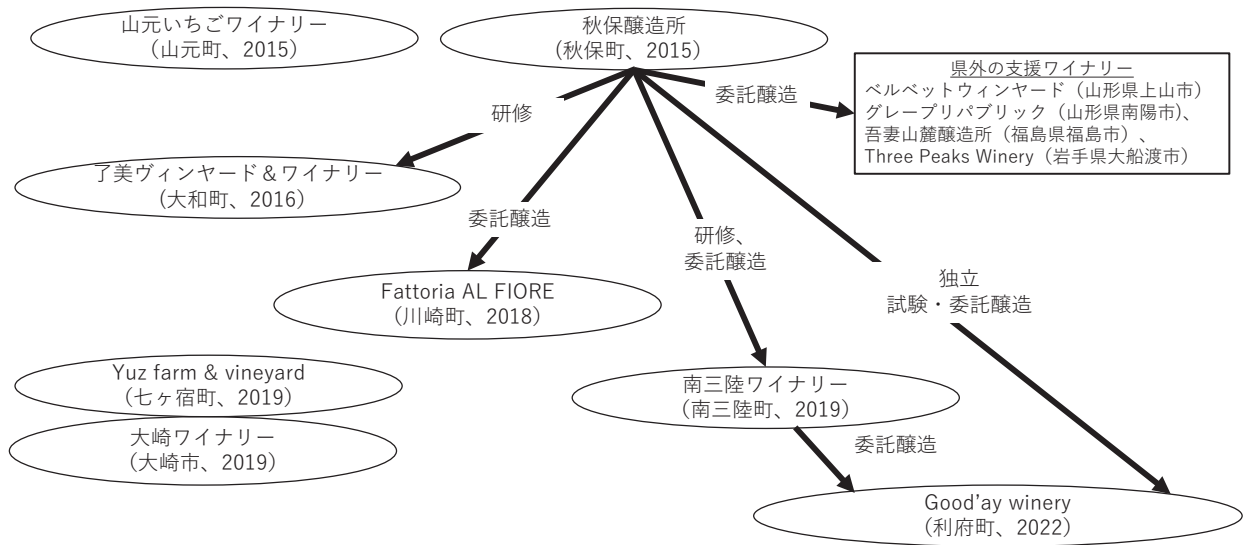 山元いちごワイナリー
(山元町、2015)
秋保醸造所
(秋保町、2015)
県外の支援ワイナリー
ベルベットヴィンヤード（山形県上山市）
グレープリパブリック（山形県南陽市）、
吾妻山麓醸造所（福島県福島市）、
Three Peaks Winery（岩手県大船渡市）
委託醸造
研修
了美ヴィンヤード＆ワイナリー
(大和町、2016)
委託醸造
研修、
委託醸造
Fattoria AL FIORE
(川崎町、2018)
独立
試験・委託醸造
Yuz farm & vineyard
(七ヶ宿町、2019)
南三陸ワイナリー
(南三陸町、2019)
大崎ワイナリー
(大崎市、2019)
委託醸造
Good'ay winery
(利府町、2022)